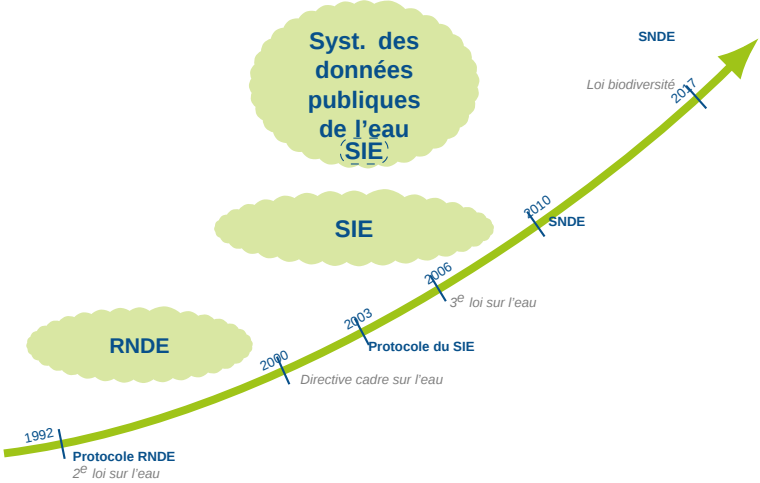 Syst. des
données
publiques
de l’eau
SIE
SNDE
Loi biodiversité
2017
SIE
2010
SNDE
2006
3e loi sur l’eau
2003
RNDE
Protocole du SIE
2000
Directive cadre sur l’eau
1992
Protocole RNDE
2e loi sur l’eau